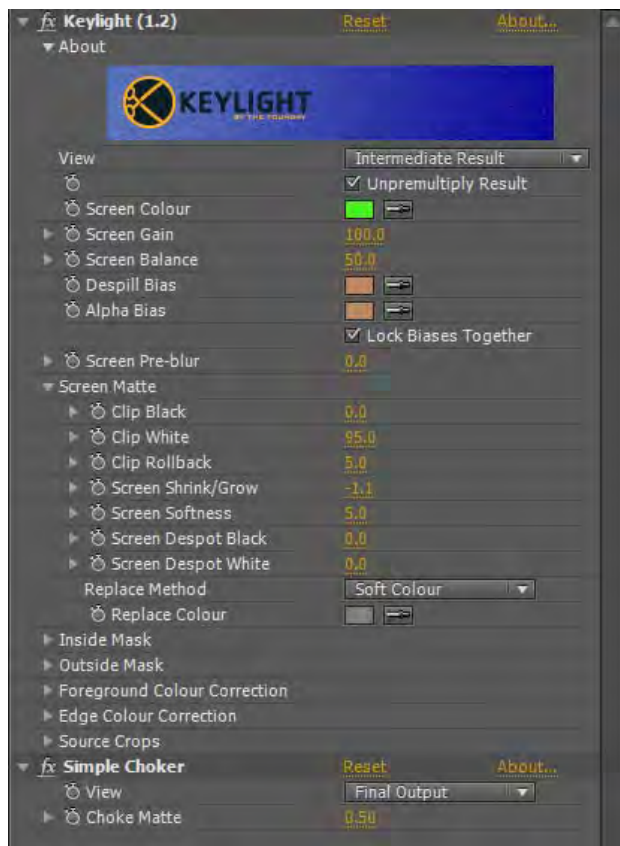 fx Keylight (1.2) Reset About...
About
KEYLIGHT
BY THE FOUNDRY
View Intermediate Result
Unpremultiply Result
Screen Colour
Screen Gain 100.0
Screen Balance 50.0
Despill Bias
Alpha Bias
Lock Biases Together
Screen Pre-blur 0.0
Screen Matte
Clip Black 0.0
Clip White 95.0
Clip Rollback 5.0
Screen Shrink/Grow -1.1
Screen Softness 5.0
Screen Despot Black 0.0
Screen Despot White 0.0
Replace Method Soft Colour
Replace Colour
Inside Mask
Outside Mask
Foreground Colour Correction
Edge Colour Correction
Source Crops
fx Simple Choker Reset About...
View Final Output
Choke Matte 0.50